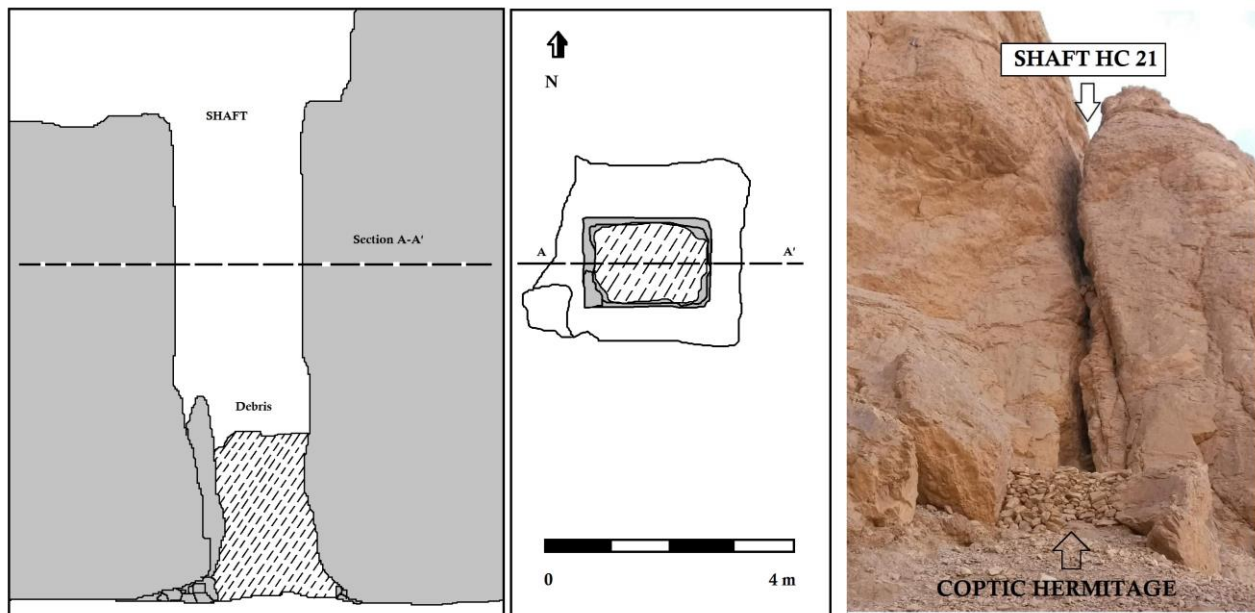 SHAFT
Section A-A'
Debris
N
A
A'
0
4 m
SHAFT HC 21
COPTIC HERMITAGE